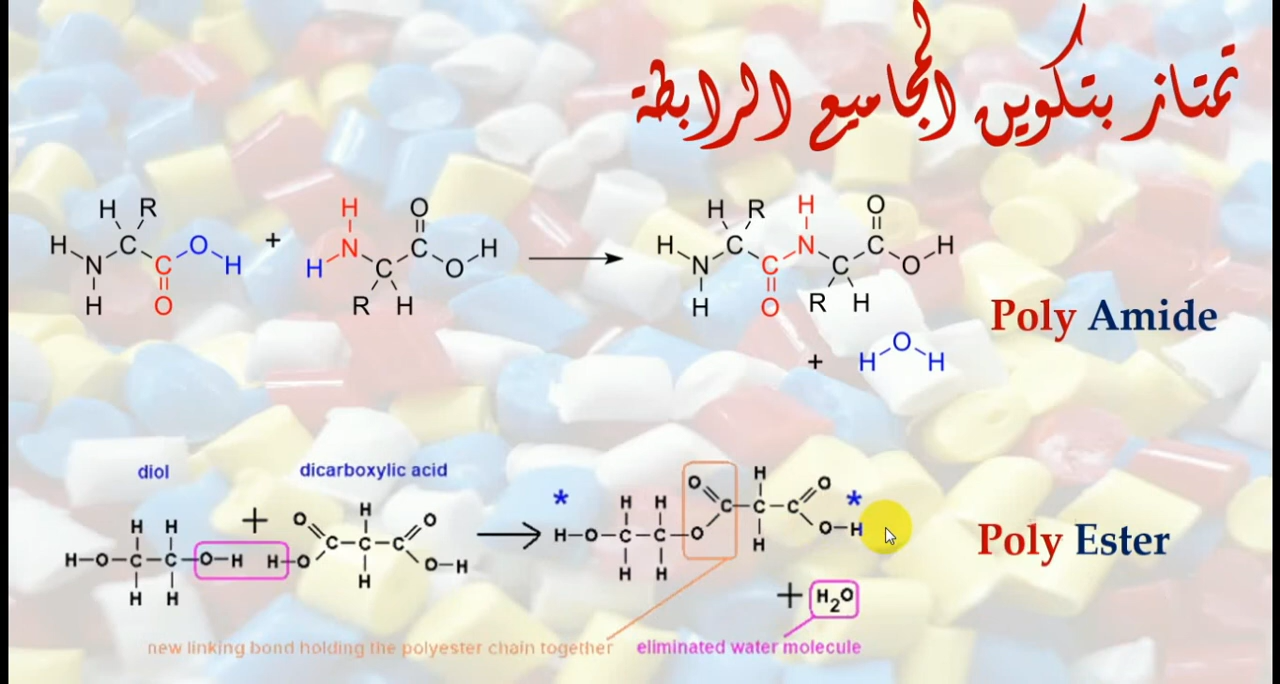 تمتاز بتكوين المجاميع الرابطة
H R H O
H N C C O H + H N C C O H → H N C C N C C O H
H O R H H O R H
Poly Amide
+ H O H
diol
dicarboxylic acid
* *
H H H H H H
H-O-C-C-O-H + H-O C-C-C O O O-H → H-O-C-C-O C-C-C O O O-H
H H H H H H
Poly Ester
+ H2O
new linking bond holding the polyester chain together
eliminated water molecule